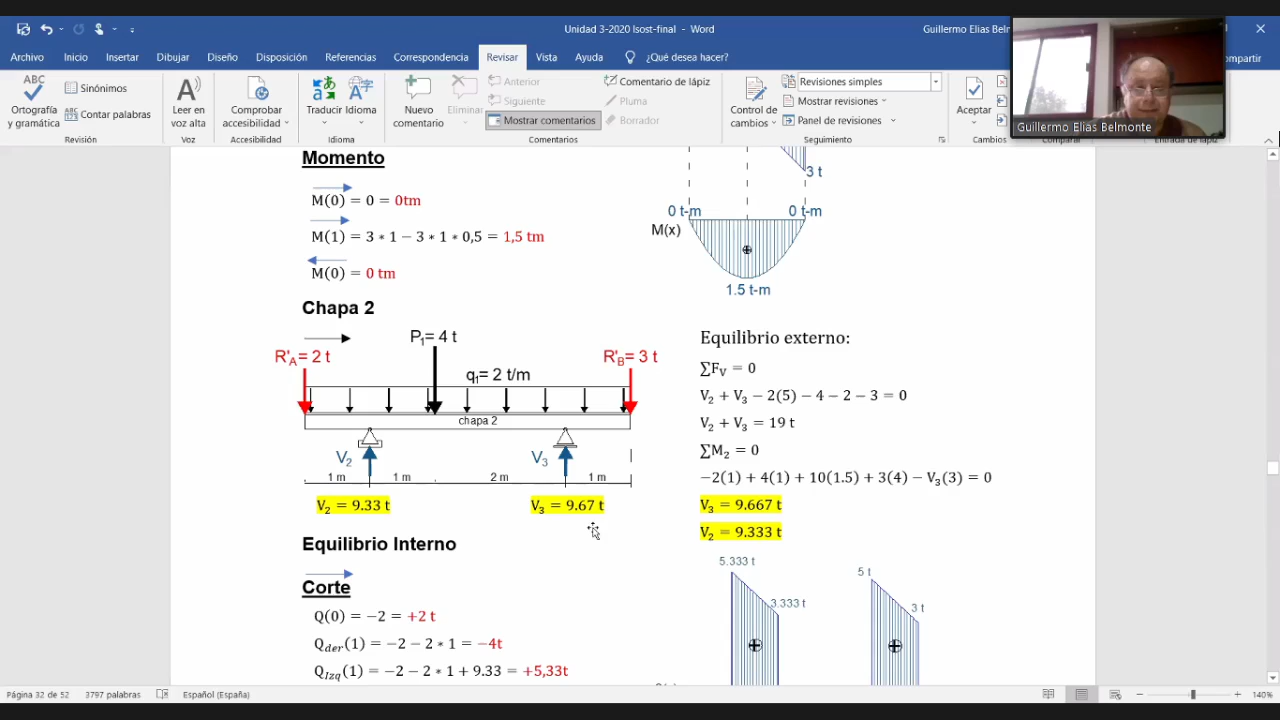 Unidad 3-2020 Isost-final - Word
Guillermo Elias Belm
Archivo Inicio Insertar Dibujar Diseño Disposición Referencias Correspondencia Revisar Vista Ayuda ¿Qué desea hacer?
ompartir
ABC
Ortografía y gramática
Sinónimos
Contar palabras
Revisión
Leer en voz alta
Voz
Comprobar accesibilidad
Accesibilidad
Traducir
Idioma
Idioma
Nuevo comentario
Eliminar
Anterior
Siguiente
Mostrar comentarios
Comentarios
Comentario de lápiz
Pluma
Borrador
Control de cambios
Revisiones simples
Mostrar revisiones
Panel de revisiones
Seguimiento
Aceptar
Cambios
Comparar
Entrada de lápiz
Guillermo Elias Belmonte
Momento
M(0) = 0 = 0tm
M(1) = 3 * 1 − 3 * 1 * 0,5 = 1,5 tm
M(0) = 0 tm
3 t
0 t-m
0 t-m
M(x)
1.5 t-m
Chapa 2
P1= 4 t
R'A= 2 t
R'B= 3 t
q1= 2 t/m
chapa 2
V2
V3
1 m
1 m
2 m
1 m
V2 = 9.33 t
V3 = 9.67 t
Equilibrio externo:
∑FV = 0
V2 + V3 − 2(5) − 4 − 2 − 3 = 0
V2 + V3 = 19 t
∑M2 = 0
−2(1) + 4(1) + 10(1.5) + 3(4) − V3(3) = 0
V3 = 9.667 t
V2 = 9.333 t
Equilibrio Interno
Corte
Q(0) = −2 = +2 t
Qder(1) = −2 − 2 * 1 = −4t
QIzq(1) = −2 − 2 * 1 + 9.33 = +5,33t
5.333 t
3.333 t
5 t
3 t
Página 32 de 52
3797 palabras
Español (España)
140%